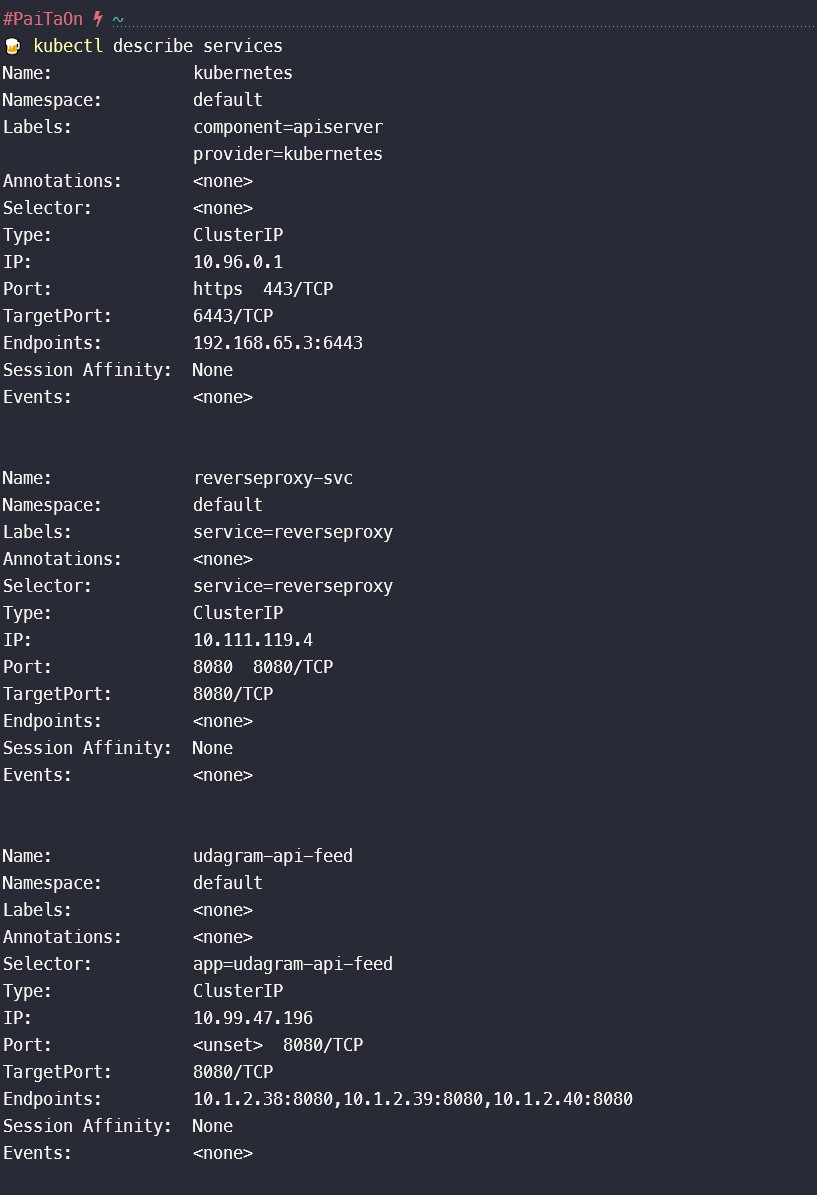 #PaiTaOn ⚡ ~
🍺 kubectl describe services
Name:              kubernetes
Namespace:         default
Labels:            component=apiserver
                   provider=kubernetes
Annotations:       <none>
Selector:          <none>
Type:              ClusterIP
IP:                10.96.0.1
Port:              https  443/TCP
TargetPort:        6443/TCP
Endpoints:         192.168.65.3:6443
Session Affinity:  None
Events:            <none>
Name:              reverseproxy-svc
Namespace:         default
Labels:            service=reverseproxy
Annotations:       <none>
Selector:          service=reverseproxy
Type:              ClusterIP
IP:                10.111.119.4
Port:              8080  8080/TCP
TargetPort:        8080/TCP
Endpoints:         <none>
Session Affinity:  None
Events:            <none>
Name:              udagram-api-feed
Namespace:         default
Labels:            <none>
Annotations:       <none>
Selector:          app=udagram-api-feed
Type:              ClusterIP
IP:                10.99.47.196
Port:              <unset>  8080/TCP
TargetPort:        8080/TCP
Endpoints:         10.1.2.38:8080,10.1.2.39:8080,10.1.2.40:8080
Session Affinity:  None
Events:            <none>